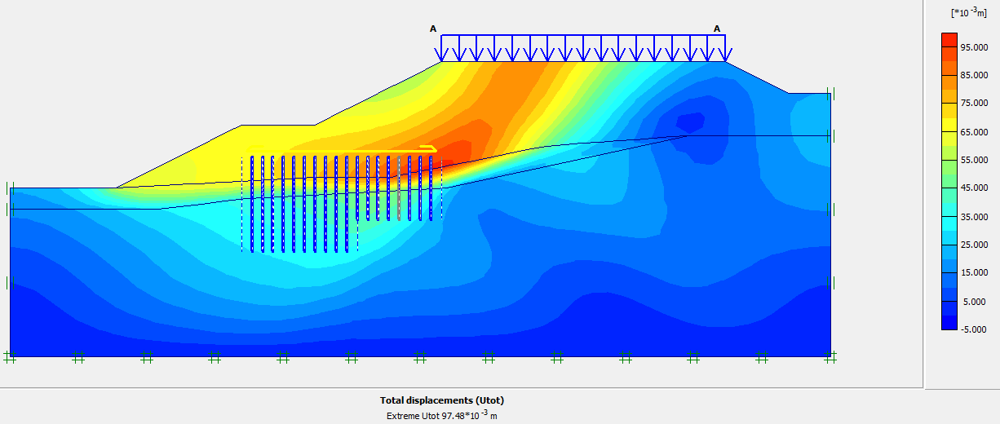 [*10⁻³m]
A A
95.000
85.000
75.000
65.000
55.000
45.000
35.000
25.000
15.000
5.000
-5.000
Total displacements (Utot)
Extreme Utot 97.48*10⁻³ m